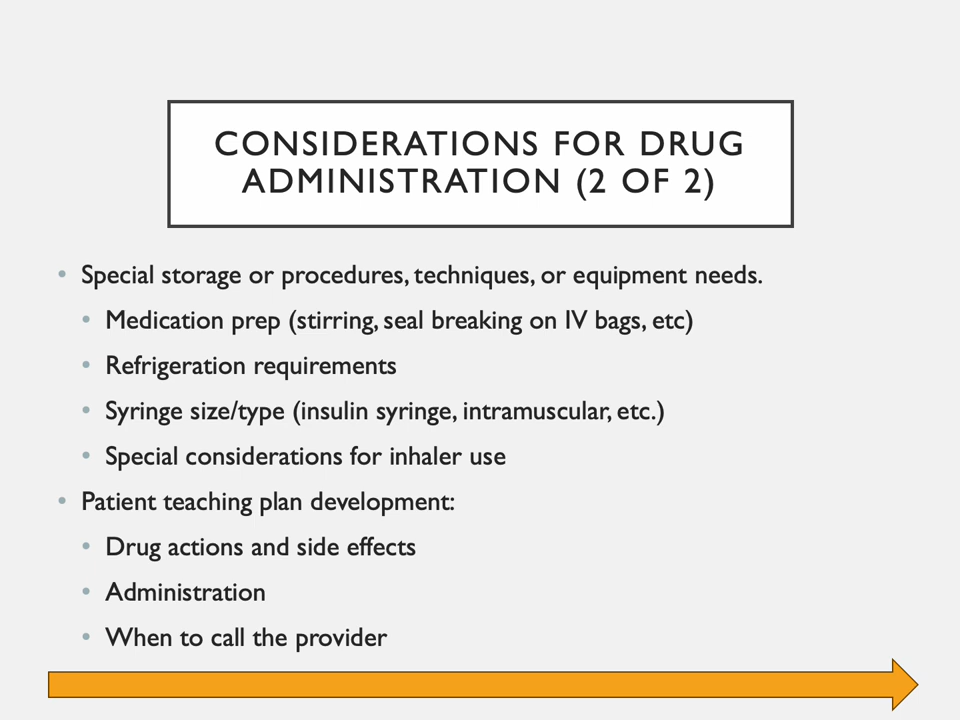 CONSIDERATIONS FOR DRUG
ADMINISTRATION (2 OF 2)
• Special storage or procedures, techniques, or equipment needs.
• Medication prep (stirring, seal breaking on IV bags, etc)
• Refrigeration requirements
• Syringe size/type (insulin syringe, intramuscular, etc.)
• Special considerations for inhaler use
• Patient teaching plan development:
• Drug actions and side effects
• Administration
• When to call the provider